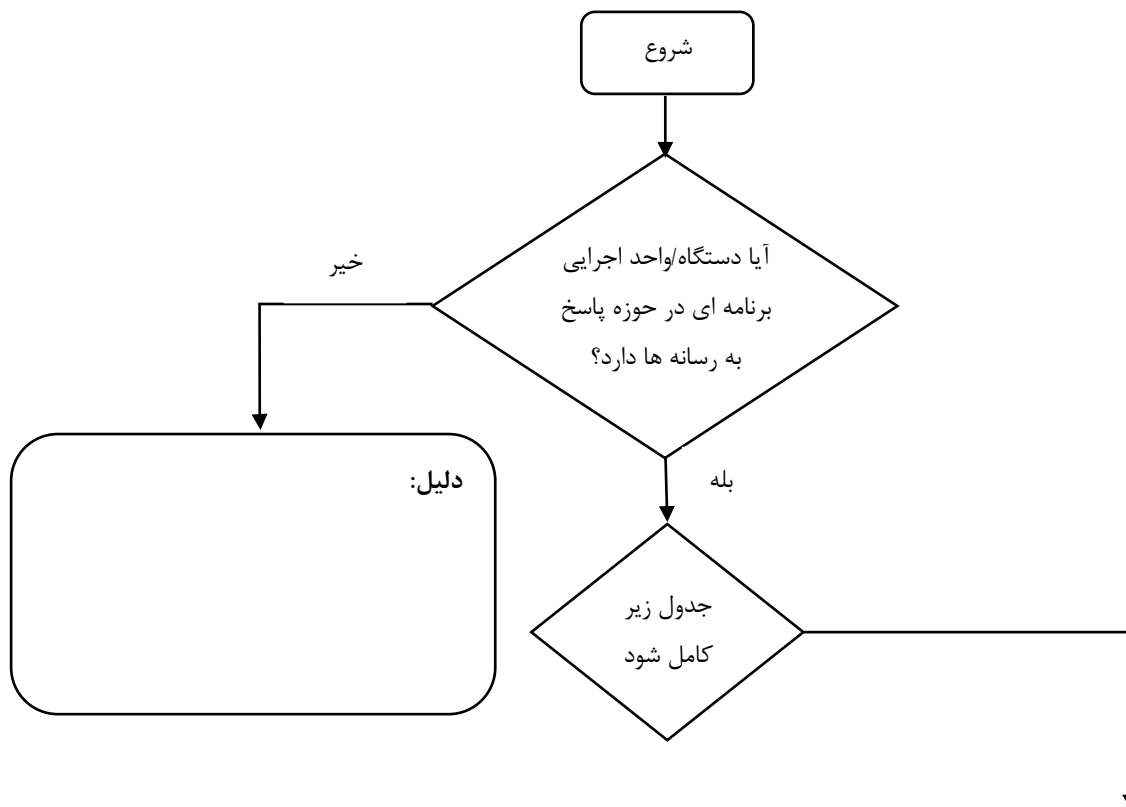 شروع
آیا دستگاه/واحد اجرایی
برنامه ای در حوزه پاسخ
به رسانه ها دارد؟
خیر
بله
دلیل:
جدول زیر
کامل شود